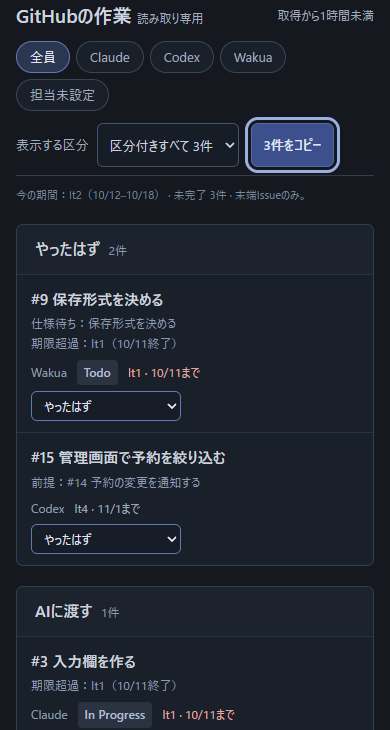 GitHubの作業 読み取り専用 取得から1時間未満
全員 Claude Codex Wakua
担当未設定
表示する区分 区分付きすべて 3件 3件をコピー
今の期間：It2（10/12–10/18）· 未完了 3件 · 末端Issueのみ。
やったはず 2件
#9 保存形式を決める
仕様待ち：保存形式を決める
期限超過：It1（10/11終了）
Wakua Todo It1 · 10/11まで
やったはず
#15 管理画面で予約を絞り込む
前提：#14 予約の変更を通知する
Codex It4 · 11/1まで
やったはず
AIに渡す 1件
#3 入力欄を作る
期限超過：It1（10/11終了）
Claude In Progress It1 · 10/11まで